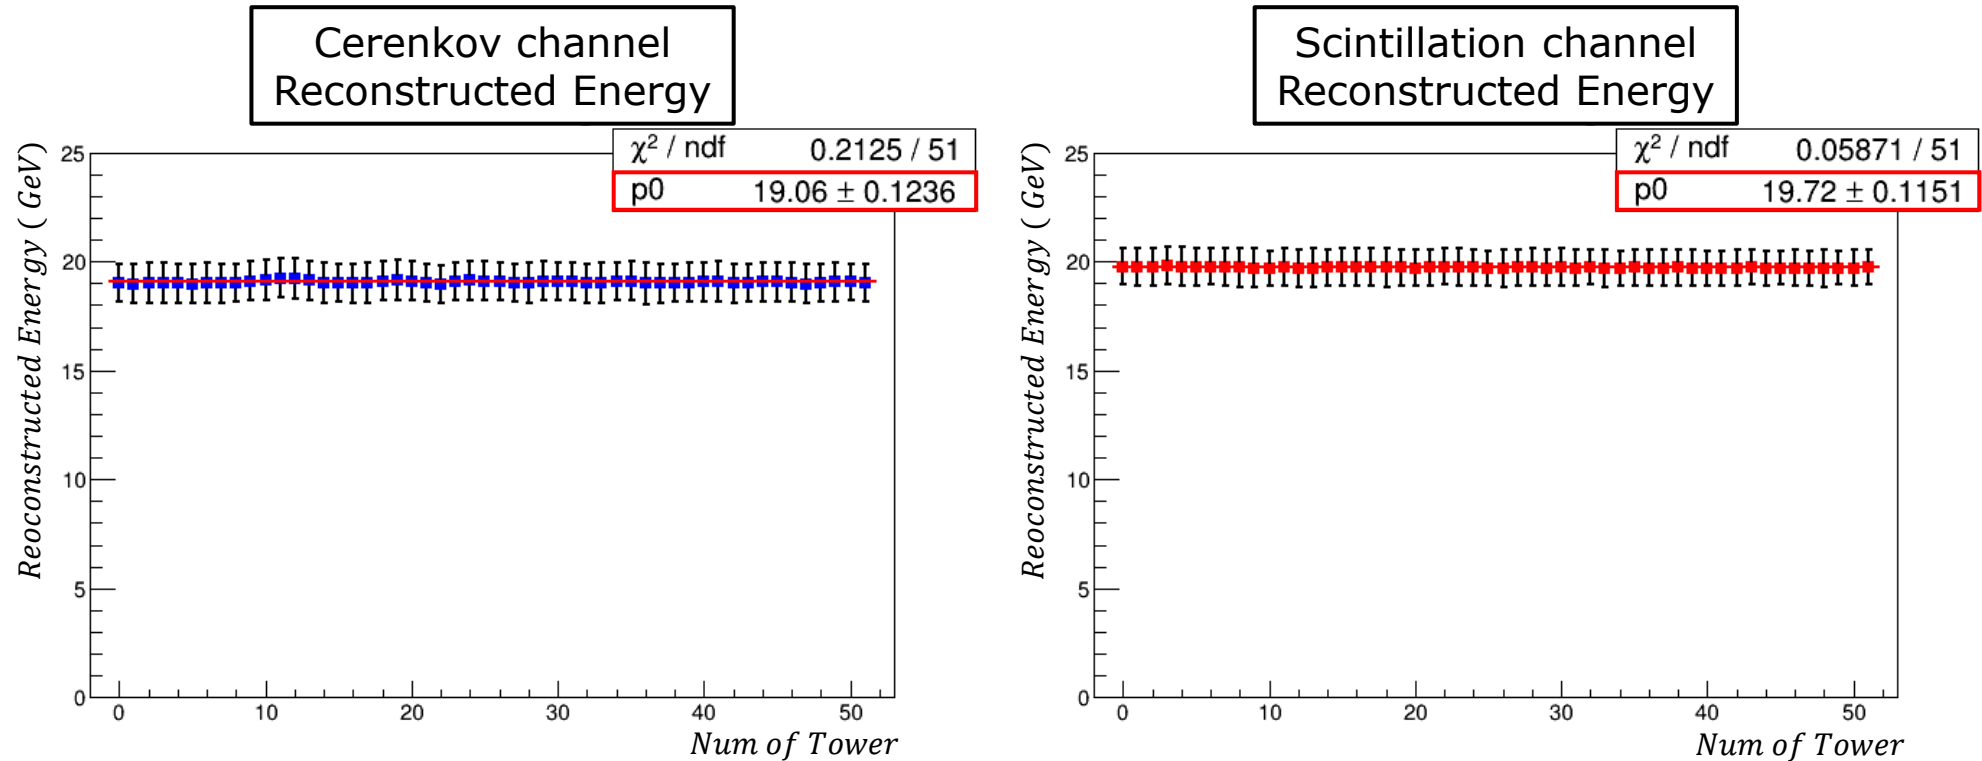 Cerenkov channel
Reconstructed Energy
χ² / ndf 0.2125 / 51
p0 19.06 ± 0.1236
Reoconstructed Energy ( GeV)
25
20
15
10
5
0
0 10 20 30 40 50
Num of Tower
Scintillation channel
Reconstructed Energy
χ² / ndf 0.05871 / 51
p0 19.72 ± 0.1151
Reoconstructed Energy ( GeV)
25
20
15
10
5
0
0 10 20 30 40 50
Num of Tower